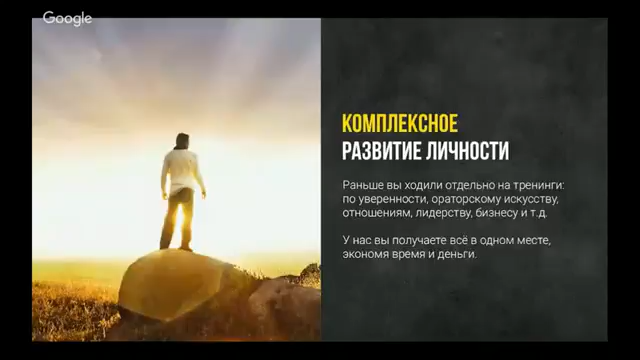 Google
КОМПЛЕКСНОЕ
РАЗВИТИЕ ЛИЧНОСТИ
Раньше вы ходили отдельно на тренинги:
по уверенности, ораторскому искусству,
отношениям, лидерству, бизнесу и т.д.
У нас вы получаете всё в одном месте,
экономя время и деньги.